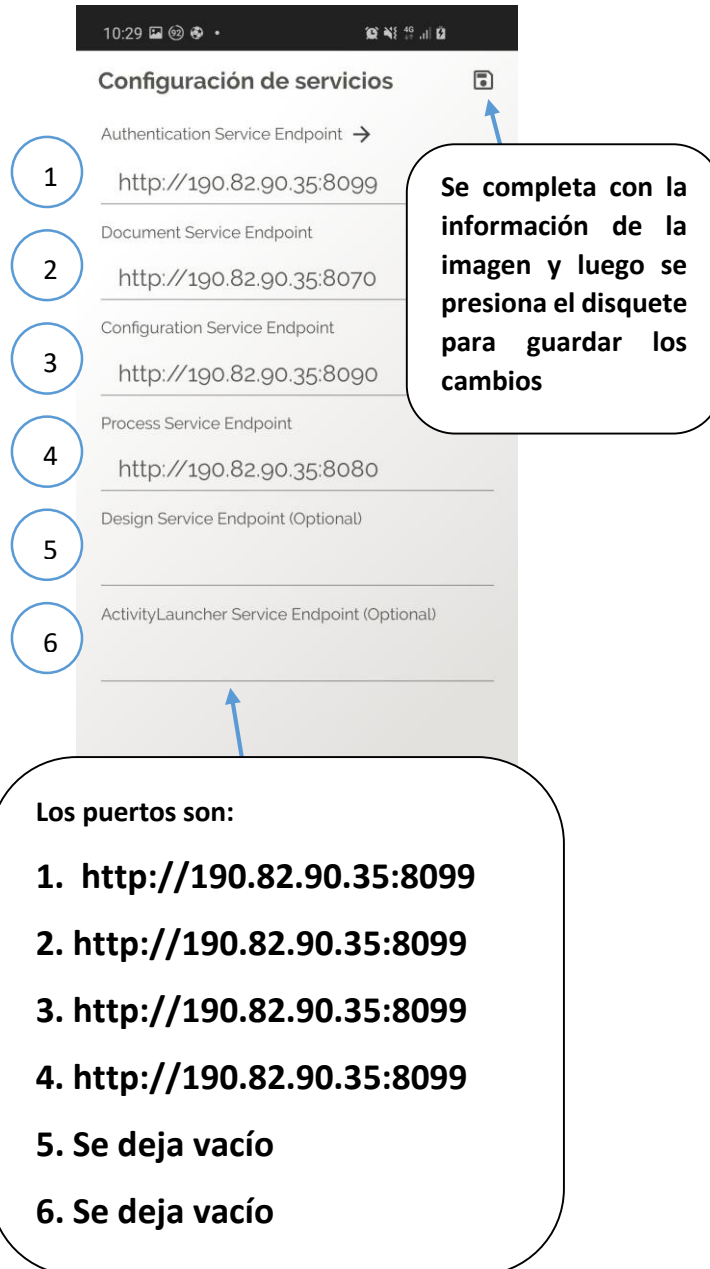 10:29 92
4G
Configuración de servicios
Authentication Service Endpoint →
1
http://190.82.90.35:8099
Document Service Endpoint
2
http://190.82.90.35:8070
Configuration Service Endpoint
3
http://190.82.90.35:8090
Process Service Endpoint
4
http://190.82.90.35:8080
Design Service Endpoint (Optional)
5
ActivityLauncher Service Endpoint (Optional)
6
Se completa con la
información de la
imagen y luego se
presiona el disquete
para guardar los
cambios
Los puertos son:
1. http://190.82.90.35:8099
2. http://190.82.90.35:8099
3. http://190.82.90.35:8099
4. http://190.82.90.35:8099
5. Se deja vacío
6. Se deja vacío